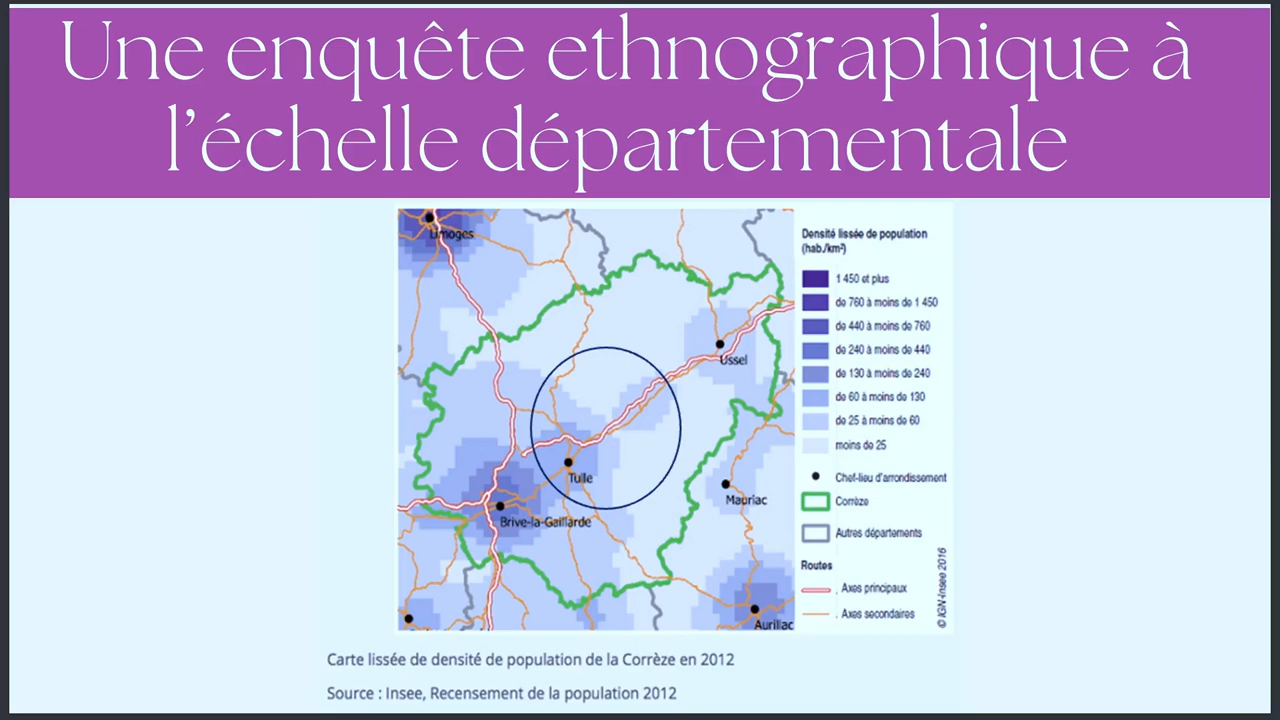 Une enquête ethnographique à
l’échelle départementale
Limoges
Ussel
Tulle
Mauriac
Brive-la-Gaillarde
Aurillac
Densité lissée de population
(hab./km²)
1 450 et plus
de 760 à moins de 1 450
de 440 à moins de 760
de 240 à moins de 440
de 130 à moins de 240
de 60 à moins de 130
de 25 à moins de 60
moins de 25
Chef-lieu d'arrondissement
Corrèze
Autres départements
Routes
Axes principaux
Axes secondaires
© IGN-Insee 2016
Carte lissée de densité de population de la Corrèze en 2012
Source : Insee, Recensement de la population 2012